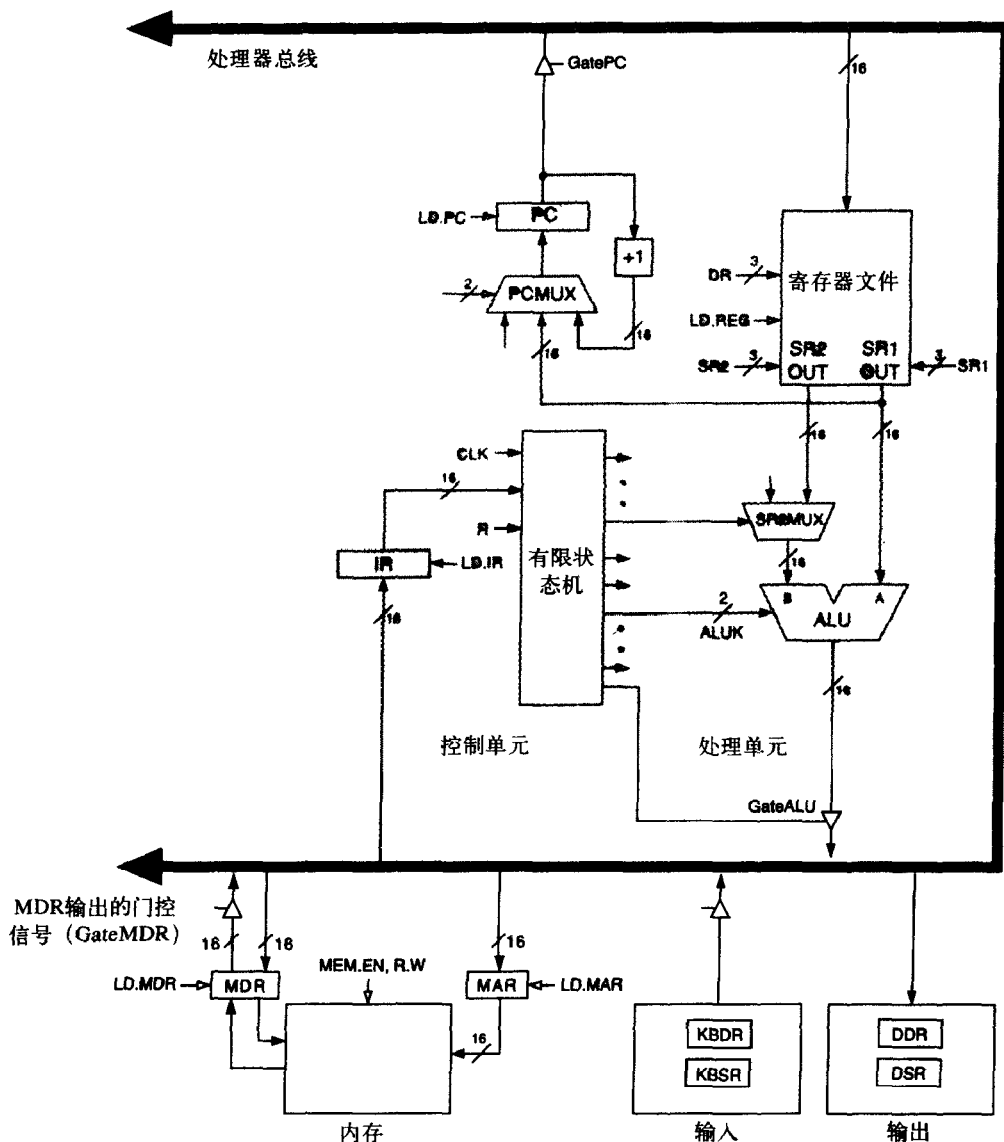 处理器总线
GatePC
16
LD.PC
PC
+1
2
PCMUX
16
16
DR
3
寄存器文件
LD.REG
SR2
3
SR2
OUT
SR1
OUT
3
SR1
16
16
CLK
16
R
IR
LD.IR
16
有限状
态机
SR2MUX
16
B
A
ALU
2
ALUK
16
控制单元
处理单元
GateALU
MDR输出的门控
信号（GateMDR）
16
16
16
LD.MDR
MDR
MEM.EN, R.W
MAR
LD.MAR
16
KBDR
KBSR
DDR
DSR
内存
输入
输出